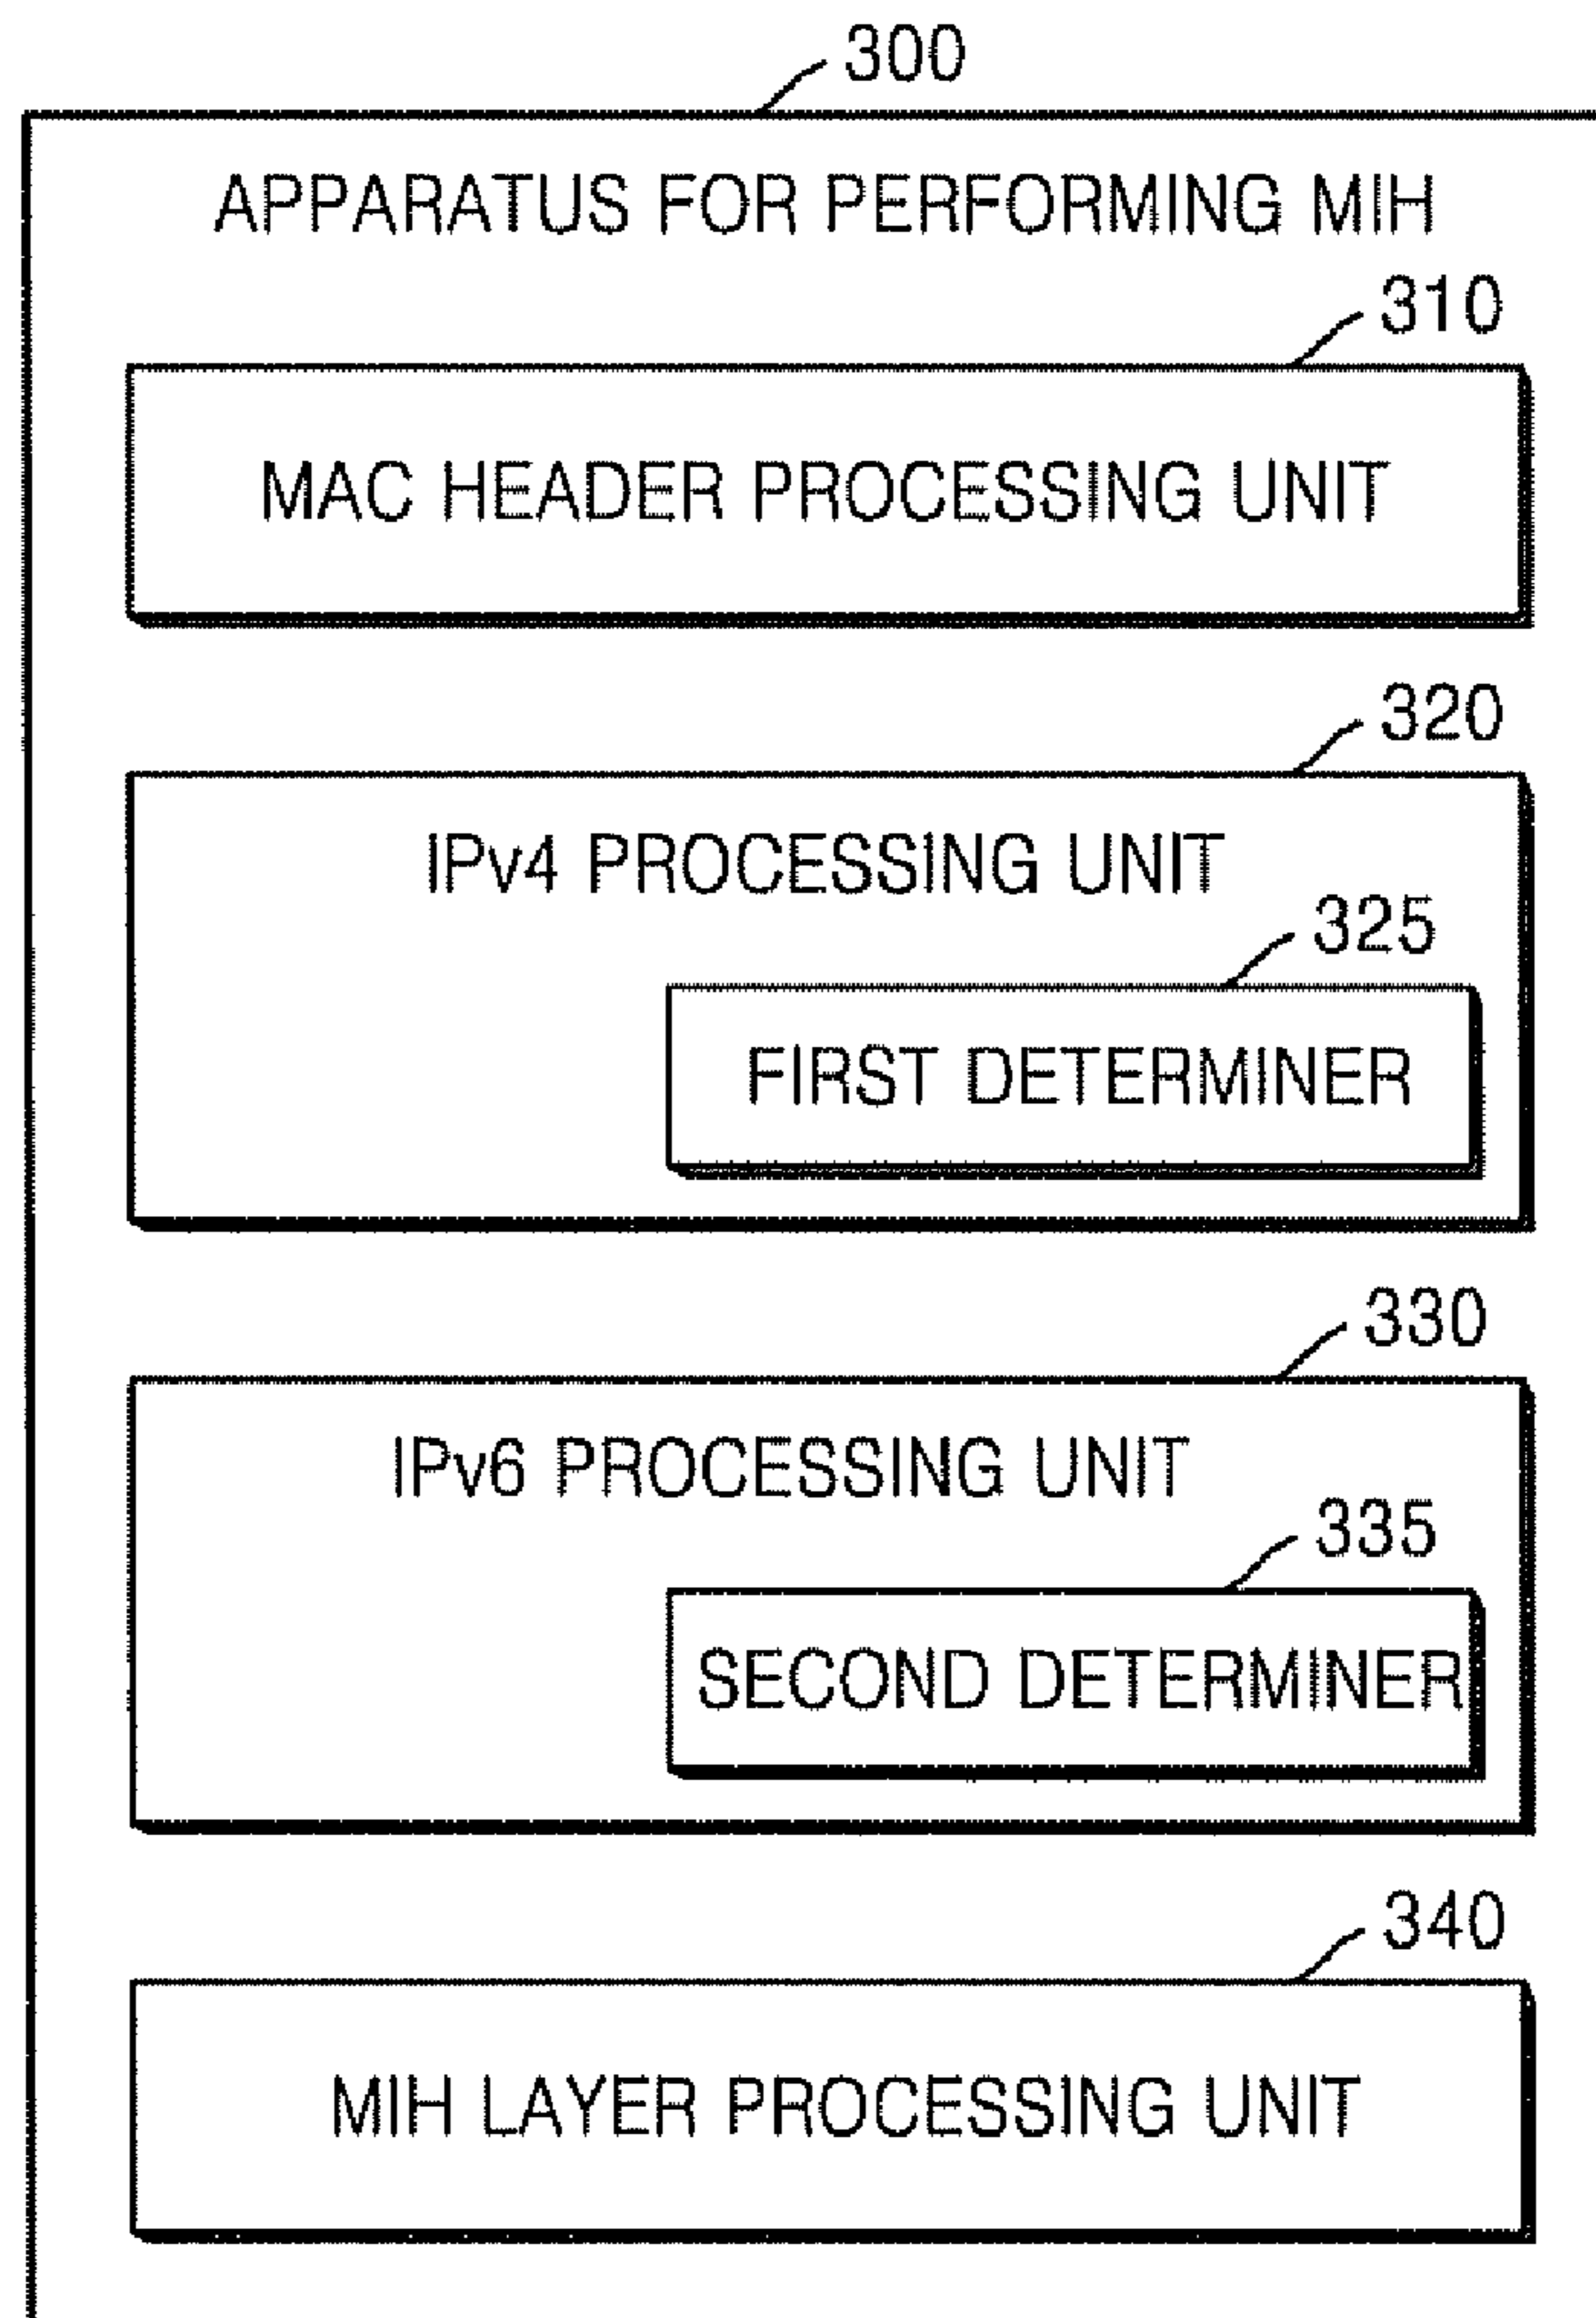 300
APPARATUS FOR PERFORMING MIH
310
MAC HEADER PROCESSING UNIT
320
IPv4 PROCESSING UNIT
325
FIRST DETERMINER
330
IPv6 PROCESSING UNIT
335
SECOND DETERMINER
340
MIH LAYER PROCESSING UNIT